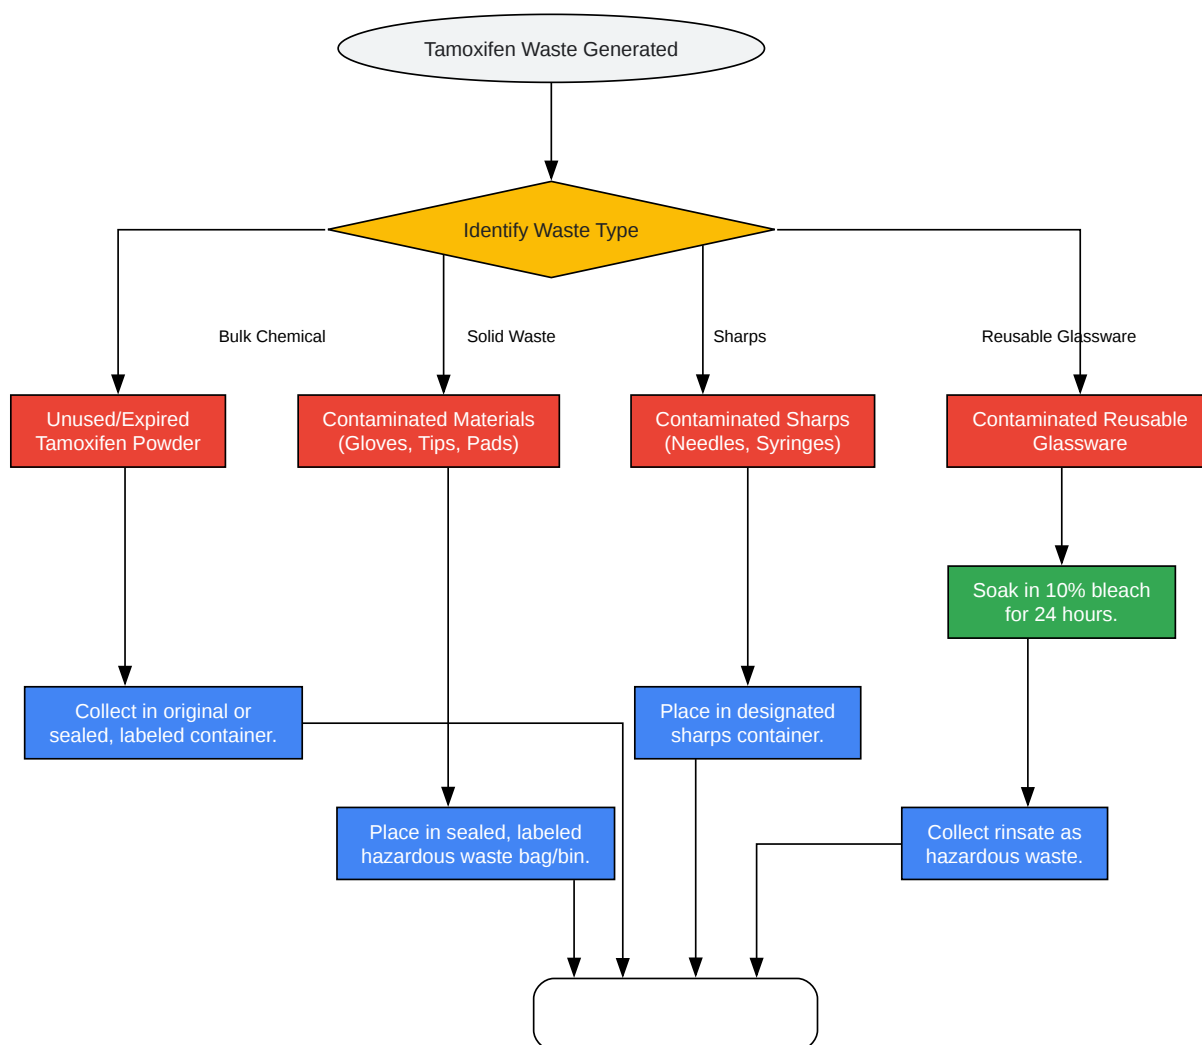 Tamoxifen Waste Generated
Identify Waste Type
Bulk Chemical
Solid Waste
Sharps
Reusable Glassware
Unused/Expired
Tamoxifen Powder
Contaminated Materials
(Gloves, Tips, Pads)
Contaminated Sharps
(Needles, Syringes)
Contaminated Reusable
Glassware
Soak in 10% bleach
for 24 hours.
Collect in original or
sealed, labeled container.
Place in designated
sharps container.
Place in sealed, labeled
hazardous waste bag/bin.
Collect rinsate as
hazardous waste.